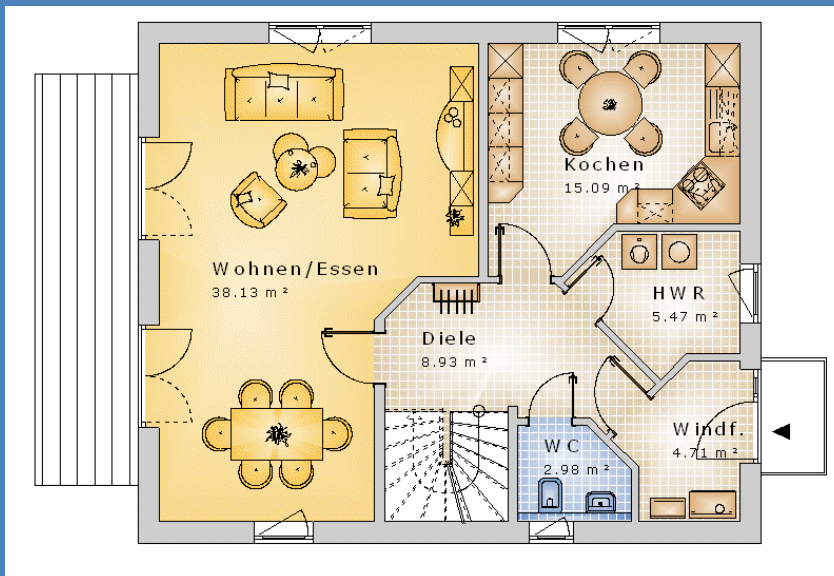 Kochen
15.09 m²
Wohnen/Essen
38.13 m²
HWR
5.47 m²
Diele
8.93 m²
Windf.
4.71 m²
WC
2.98 m²